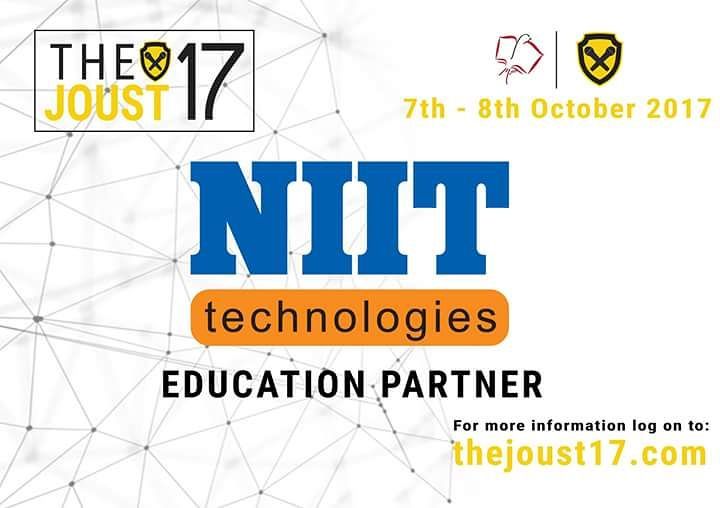 THE
JOUST 17
7th - 8th October 2017
NIIT
technologies
EDUCATION PARTNER
For more information log on to:
thejoust17.com